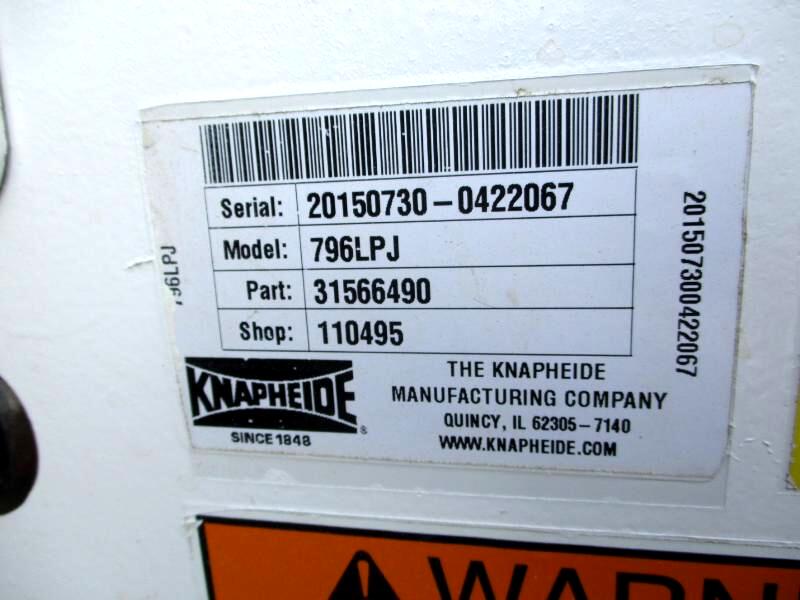 Serial: 20150730-0422067
Model: 796LPJ
Part: 31566490
Shop: 110495
796LPJ
201507300422067
KNAPHEIDE®
SINCE 1848
THE KNAPHEIDE
MANUFACTURING COMPANY
QUINCY, IL 62305-7140
WWW.KNAPHEIDE.COM
WARN